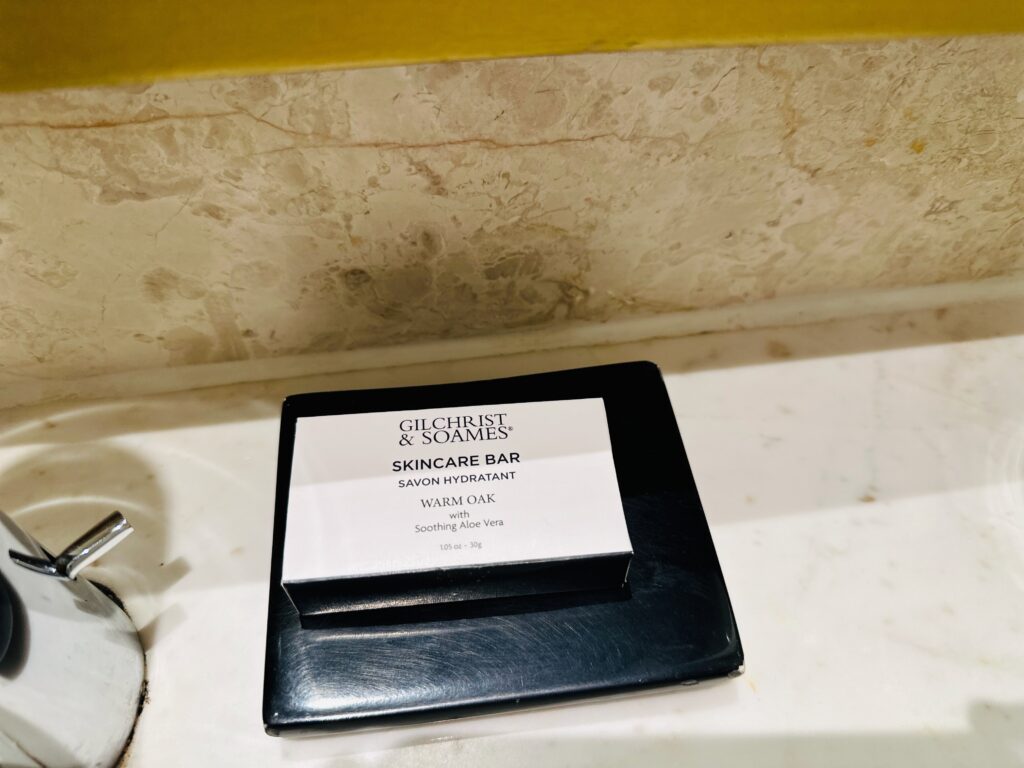 GILCHRIST
& SOAMES®
SKINCARE BAR
SAVON HYDRATANT
WARM OAK
with
Soothing Aloe Vera
1.05 oz - 30g